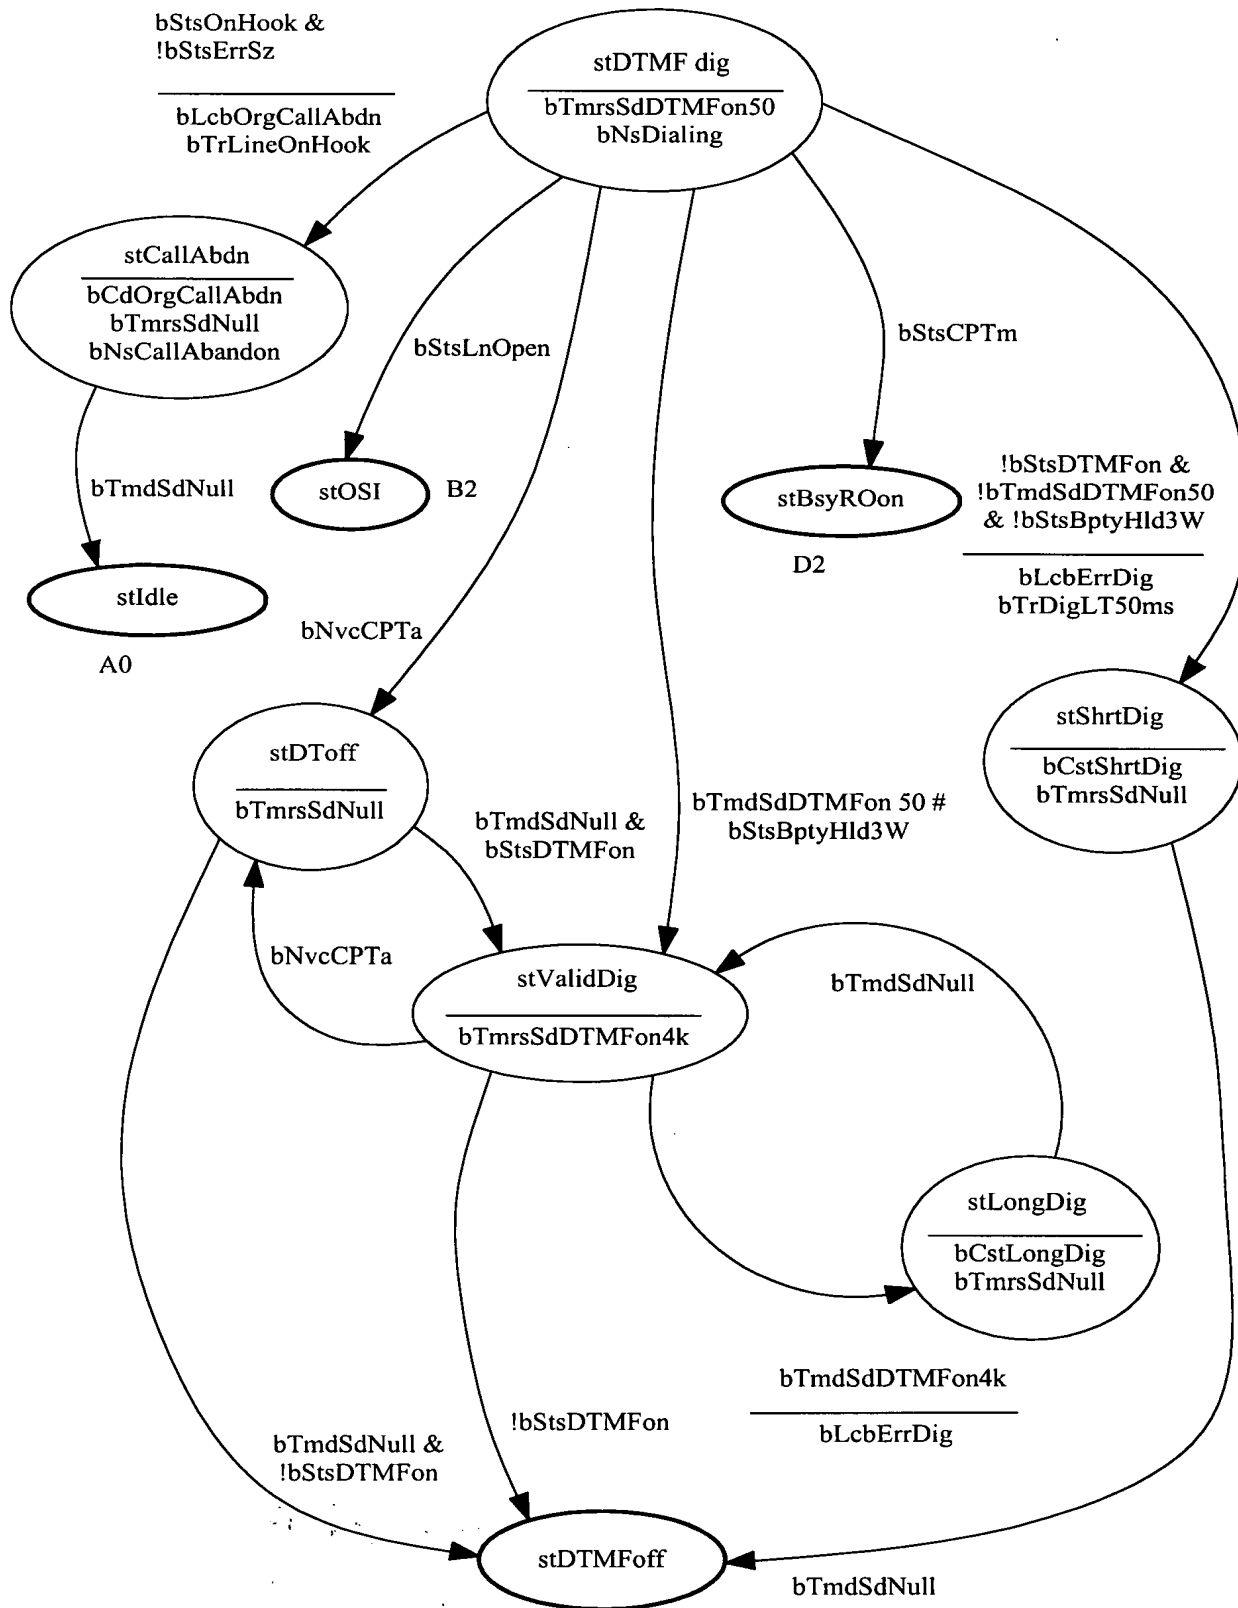 bStsOnHook &
!bStsErrSz
bLcbOrgCallAbdn
bTrLineOnHook
stDTMF dig
bTmrsSdDTMFon50
bNsDialing
stCallAbdn
bCdOrgCallAbdn
bTmrsSdNull
bNsCallAbandon
bStsLnOpen
bStsCPTm
bTmdSdNull
stOSI
B2
stBsyROon
D2
!bStsDTMFon &
!bTmdSdDTMFon50
& !bStsBptyHld3W
bLcbErrDig
bTrDigLT50ms
stIdle
A0
bNvcCPTa
stDToff
bTmrsSdNull
stShrtDig
bCstShrtDig
bTmrsSdNull
bTmdSdNull &
bStsDTMFon
bTmdSdDTMFon 50 #
bStsBptyHld3W
bNvcCPTa
stValidDig
bTmrsSdDTMFon4k
bTmdSdNull
stLongDig
bCstLongDig
bTmrsSdNull
bTmdSdDTMFon4k
bLcbErrDig
!bStsDTMFon
bTmdSdNull &
!bStsDTMFon
stDTMFoff
bTmdSdNull